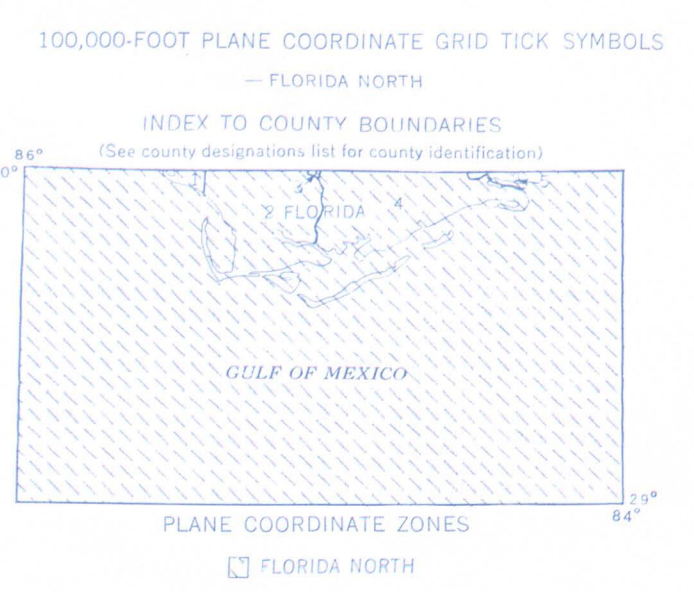 100,000-FOOT PLANE COORDINATE GRID TICK SYMBOLS
— FLORIDA NORTH
INDEX TO COUNTY BOUNDARIES
(See county designations list for county identification)
86°
0°
3
2 FLORIDA 4
GULF OF MEXICO
29°
84°
PLANE COORDINATE ZONES
FLORIDA NORTH